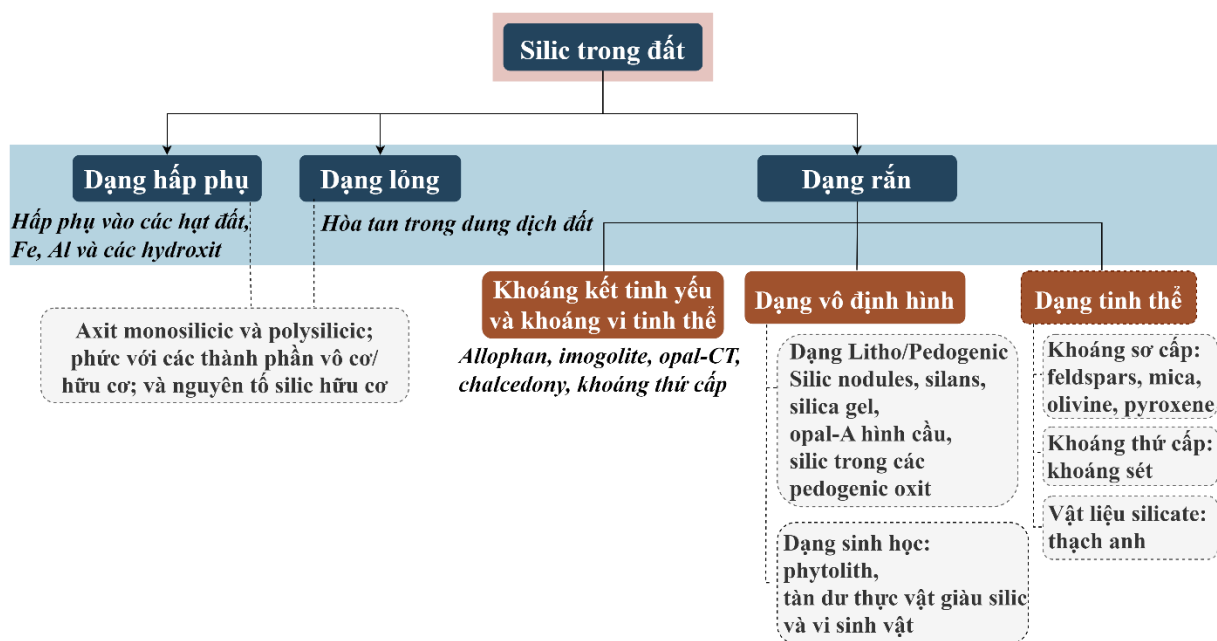 Silic trong đất
Dạng hấp phụ
Dạng lỏng
Dạng rắn
Hấp phụ vào các hạt đất,
Fe, Al và các hydroxit
Hòa tan trong dung dịch đất
Axit monosilicic và polysilicic;
phức với các thành phần vô cơ/
hữu cơ; và nguyên tố silic hữu cơ
Khoáng kết tinh yếu
và khoáng vi tinh thể
Allophan, imogolite, opal-CT,
chalcedony, khoáng thứ cấp
Dạng vô định hình
Dạng Litho/Pedogenic
Silic nodules, silans,
silica gel,
opal-A hình cầu,
silic trong các
pedogenic oxit
Dạng sinh học:
phytolith,
tàn dư thực vật giàu silic
và vi sinh vật
Dạng tinh thể
Khoáng sơ cấp:
feldspars, mica,
olivine, pyroxene,
Khoáng thứ cấp:
khoáng sét
Vật liệu silicate:
thạch anh